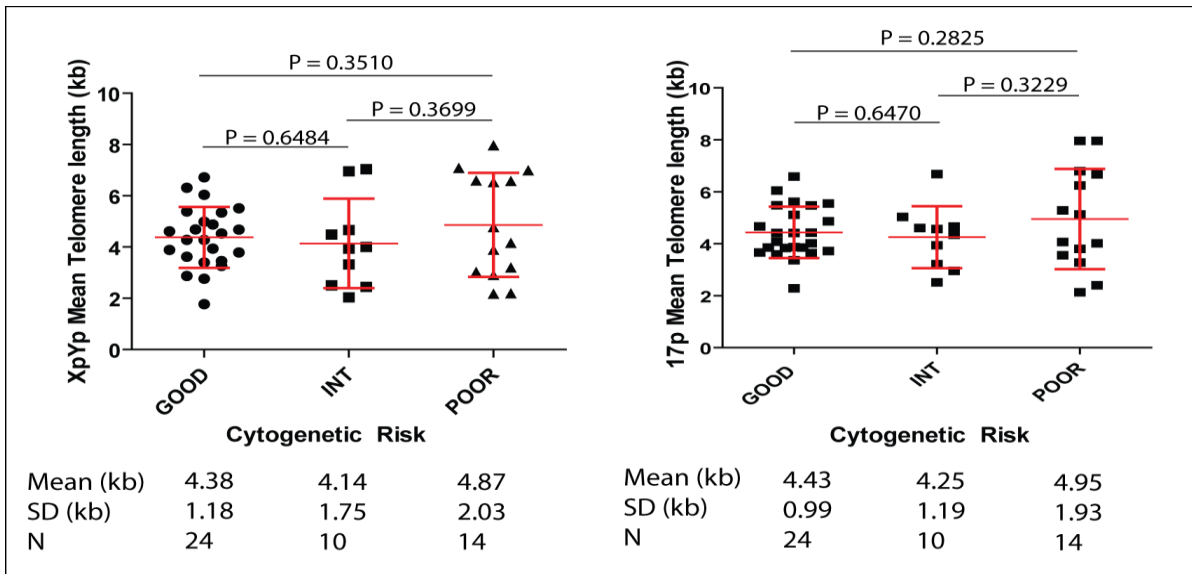 P = 0.3510
P = 0.3699
P = 0.6484
XpYp Mean Telomere length (kb)
10
8
6
4
2
0
GOOD
INT
POOR
Cytogenetic Risk
Mean (kb) 4.38 4.14 4.87
SD (kb) 1.18 1.75 2.03
N 24 10 14
P = 0.2825
P = 0.3229
P = 0.6470
17p Mean Telomere length (kb)
10
8
6
4
2
0
GOOD
INT
POOR
Cytogenetic Risk
Mean (kb) 4.43 4.25 4.95
SD (kb) 0.99 1.19 1.93
N 24 10 14